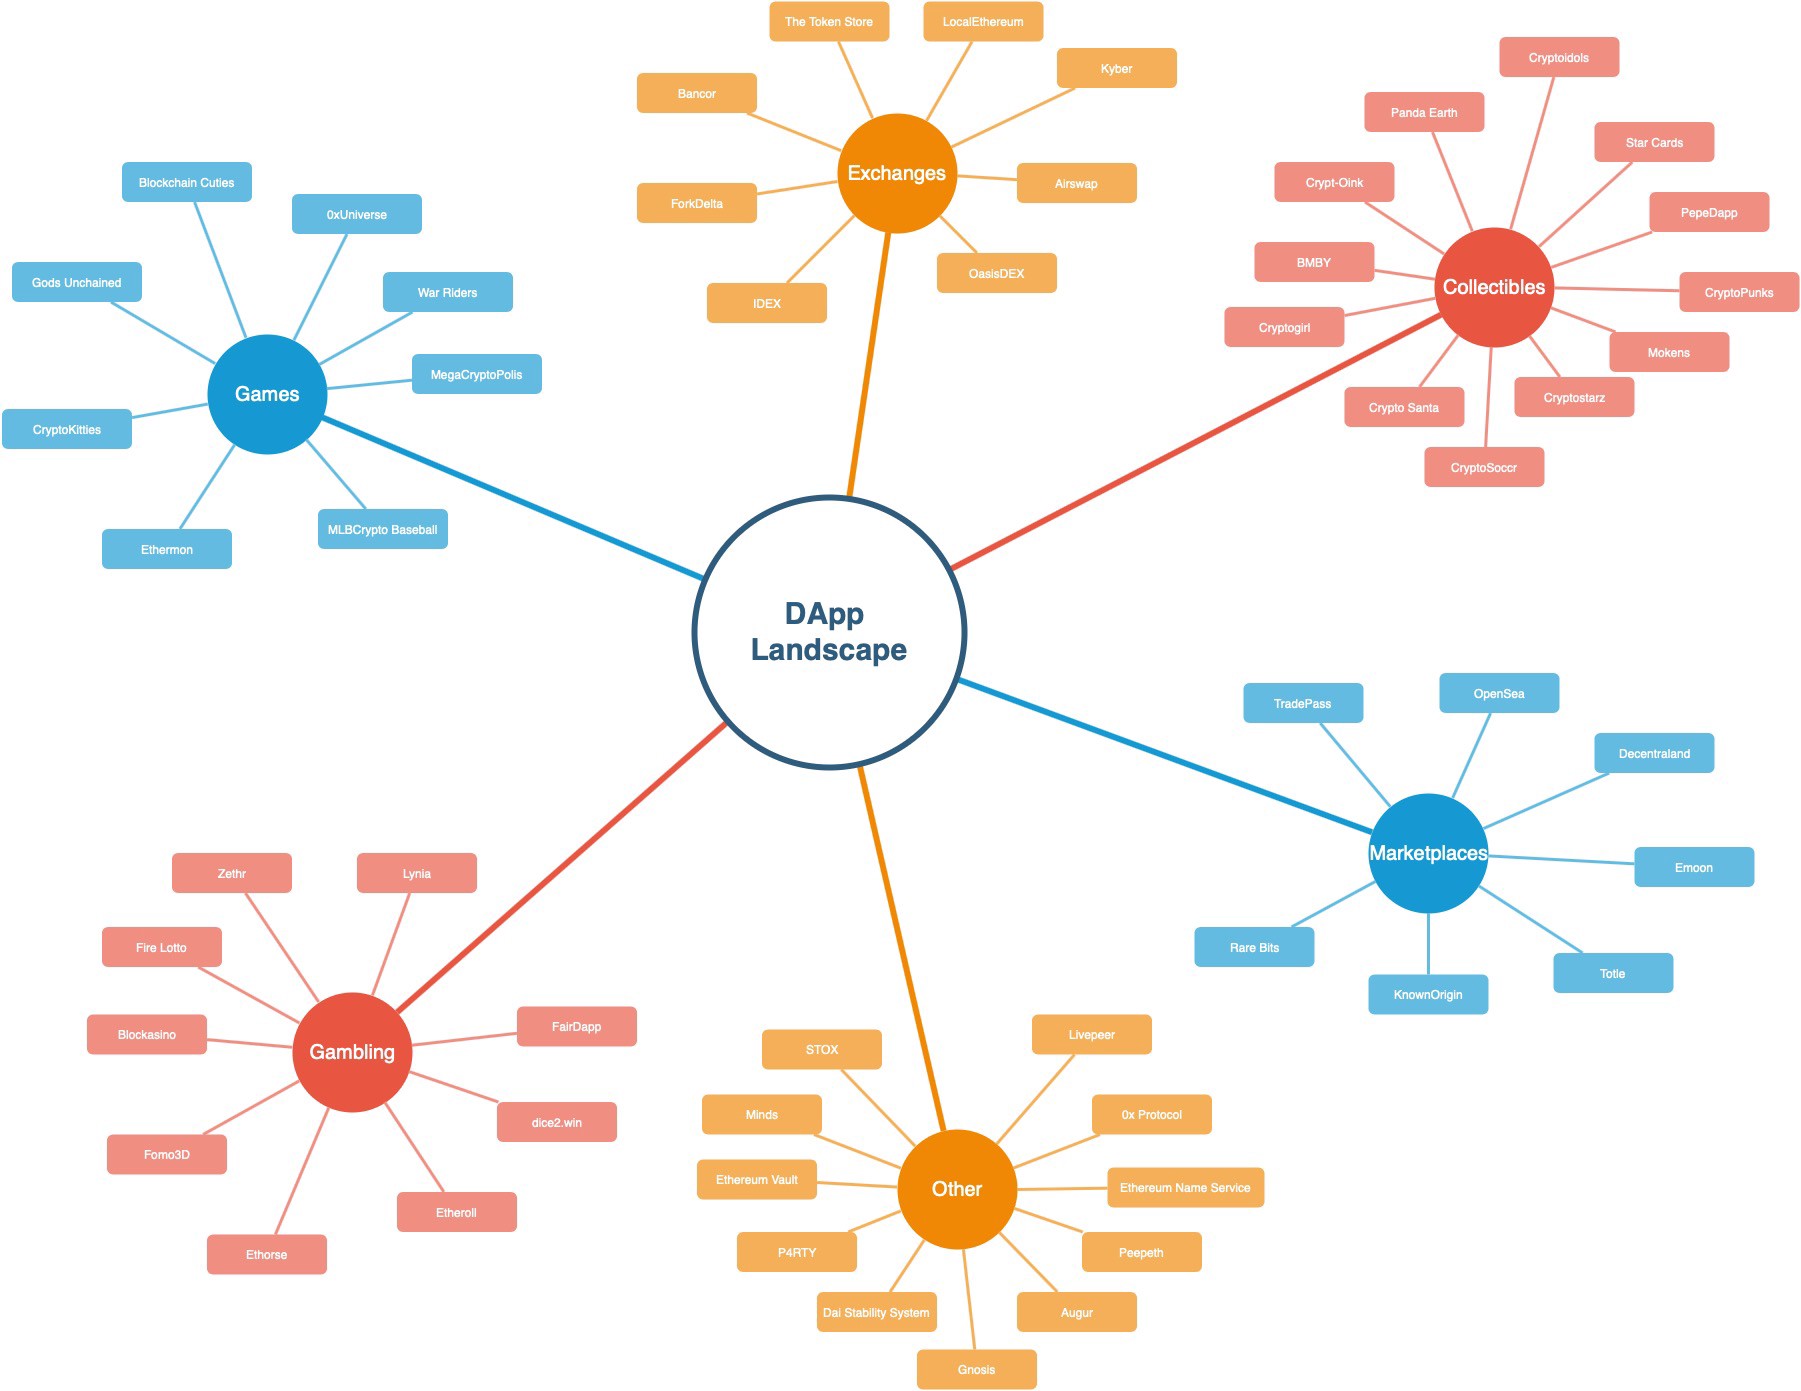 The Token Store
LocalEthereum
Kyber
Bancor
Exchanges
Airswap
ForkDelta
OasisDEX
IDEX
Cryptoidols
Panda Earth
Star Cards
Crypt-Oink
PepeDapp
BMBY
Collectibles
CryptoPunks
Cryptogirl
Mokens
Crypto Santa
Cryptostarz
CryptoSoccr
Blockchain Cuties
0xUniverse
Gods Unchained
War Riders
MegaCryptoPolis
Games
CryptoKitties
MLBCrypto Baseball
Ethermon
DApp
Landscape
TradePass
OpenSea
Decentraland
Marketplaces
Emoon
Rare Bits
Totle
KnownOrigin
Zethr
Lynia
Fire Lotto
FairDapp
Blockasino
Gambling
dice2.win
Fomo3D
Etheroll
Ethorse
STOX
Livepeer
Minds
0x Protocol
Ethereum Vault
Other
Ethereum Name Service
P4RTY
Peepeth
Dai Stability System
Augur
Gnosis